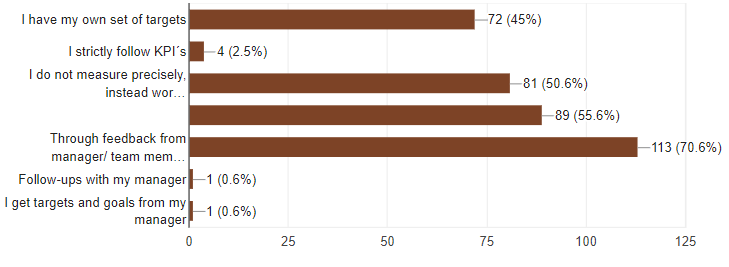 I have my own set of targets
72 (45%)
I strictly follow KPI´s
4 (2.5%)
I do not measure precisely,
instead wor…
81 (50.6%)
89 (55.6%)
Through feedback from
manager/ team mem…
113 (70.6%)
Follow-ups with my manager
1 (0.6%)
I get targets and goals from my
manager
1 (0.6%)
0 25 50 75 100 125